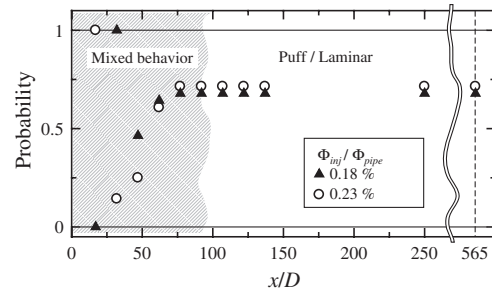 1
0.5
0
Probability
Mixed behavior
Puff / Laminar
Φinj / Φpipe
▲ 0.18 %
○ 0.23 %
0 50 100 150 200 250 565
x/D